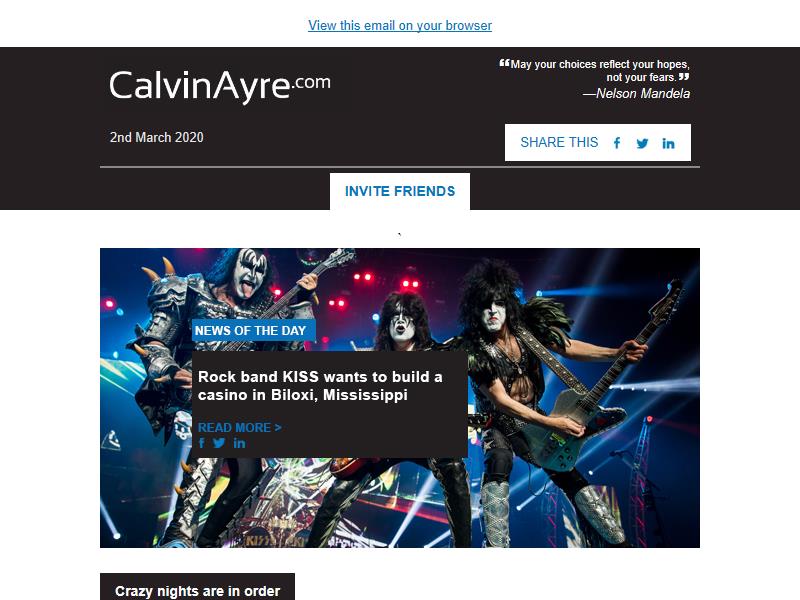 View this email on your browser
CalvinAyre.com
❝May your choices reflect your hopes,
not your fears.❞
—Nelson Mandela
2nd March 2020
SHARE THIS
INVITE FRIENDS
`
NEWS OF THE DAY
Rock band KISS wants to build a
casino in Biloxi, Mississippi
READ MORE >
KISS
Crazy nights are in order